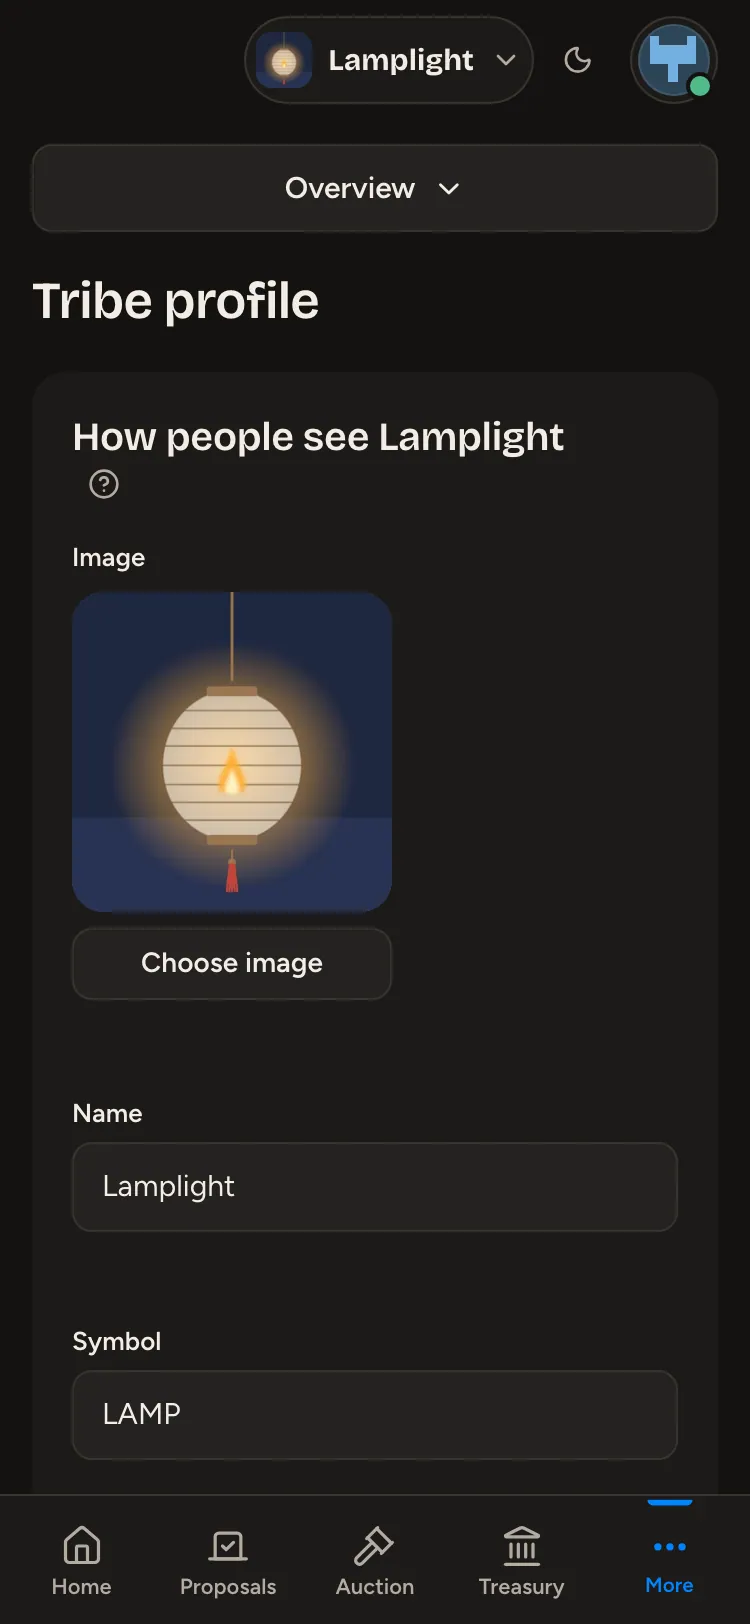 Lamplight
Overview
Tribe profile
How people see Lamplight
Image
Choose image
Name
Lamplight
Symbol
LAMP
Home
Proposals
Auction
Treasury
More